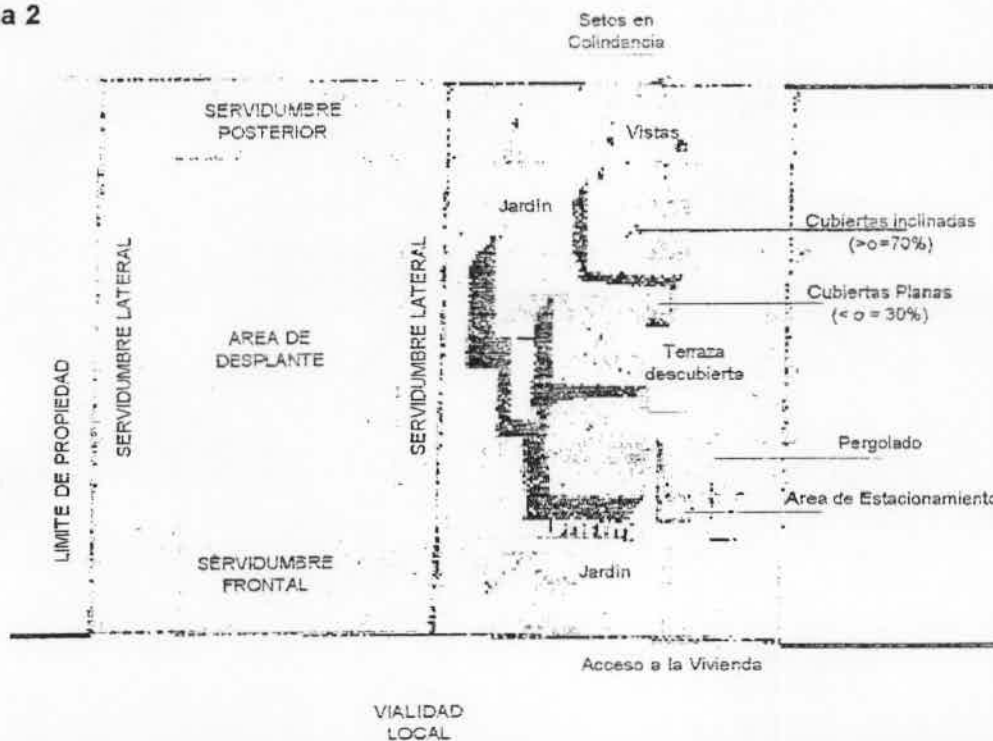 a 2
Setos en
Colindancia
SERVIDUMBRE
POSTERIOR
Vistas
Jardín
Cubiertas inclinadas
(>o=70%)
Cubiertas Planas
(< o = 30%)
SERVIDUMBRE LATERAL
SERVIDUMBRE LATERAL
AREA DE
DESPLANTE
Terraza
descubierta
LIMITE DE PROPIEDAD
Pergolado
Area de Estacionamiento
SERVIDUMBRE
FRONTAL
Jardín
Acceso a la Vivienda
VIALIDAD
LOCAL